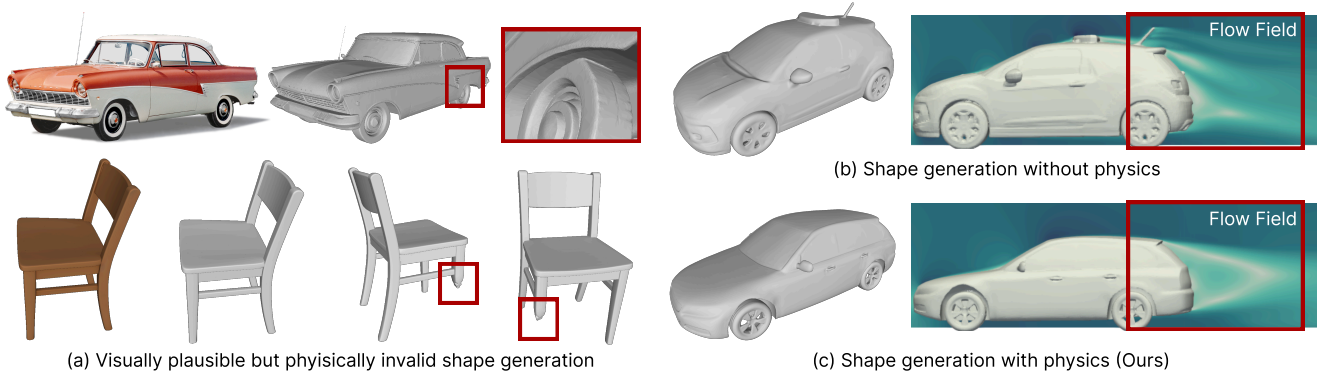 Flow Field
(b) Shape generation without physics
Flow Field
(a) Visually plausible but phyisically invalid shape generation
(c) Shape generation with physics (Ours)